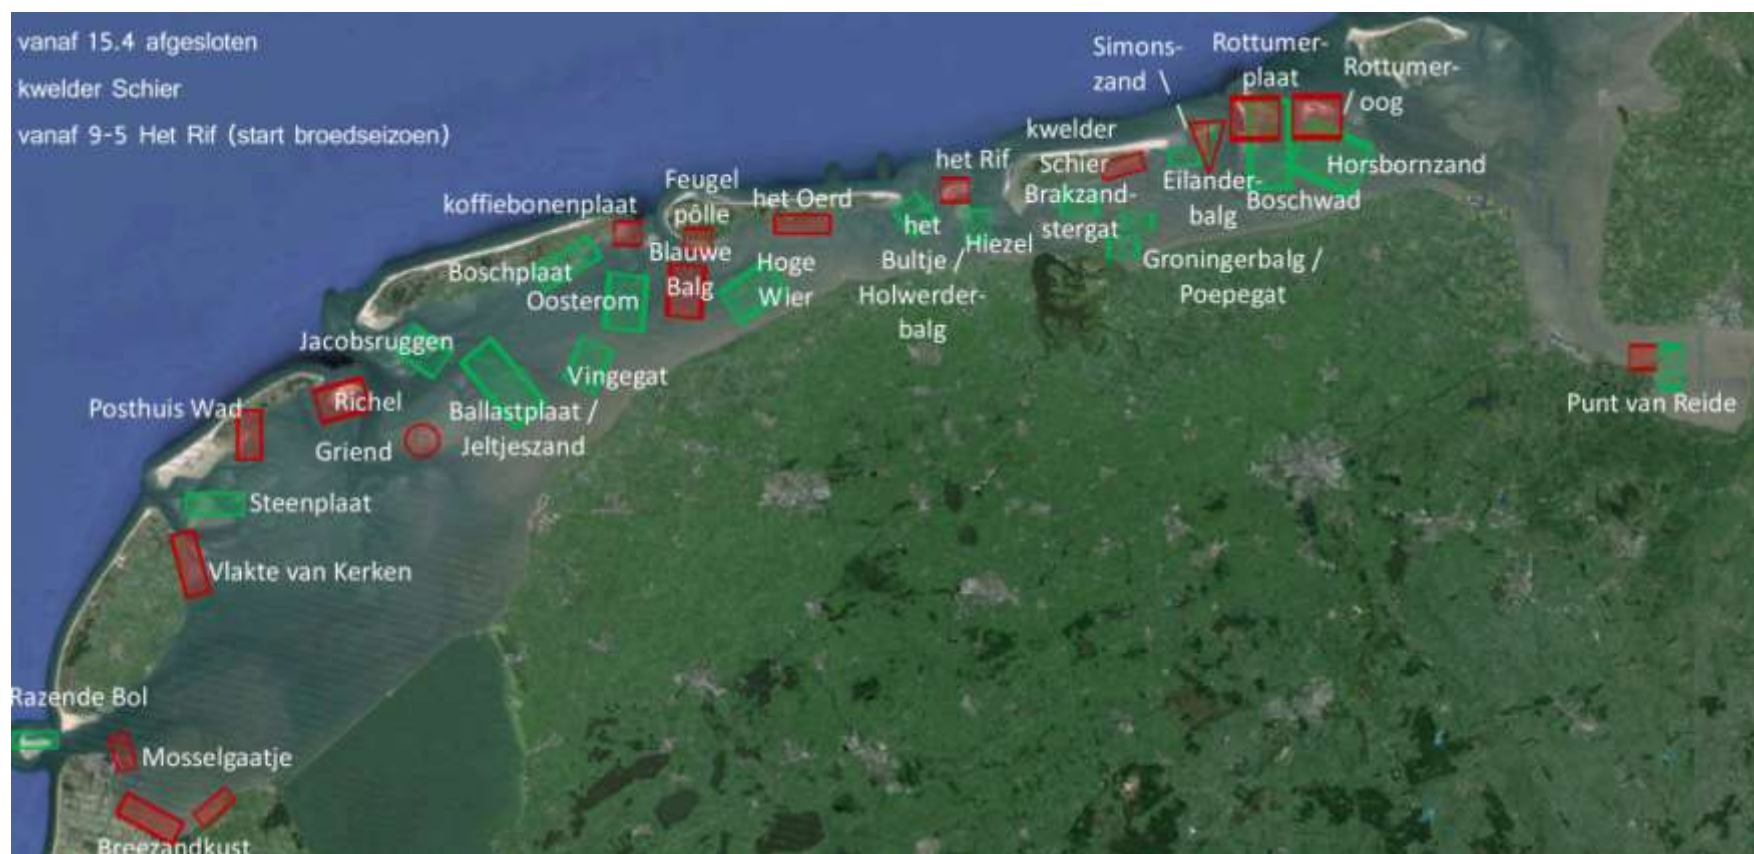 vanaf 15.4 afgesloten
kwelder Schier
vanaf 9-5 Het Rif (start broedseizoen)
Simons-
zand \
Rottumer-
plaat
Rottumer-
/ oog
kwelder
Schier
Horsbornzand
het Rif
Eilander-
balg
Boschwad
Brakzand-
stergat
Feugel
pôlle
het Oerd
koffiebonenplaat
het
Bultje /
Holwerder-
balg
Hiezel
Groningerbalg /
Poepegat
Blauwe
Balg
Hoge
Wier
Boschplaat
Oosterom
Jacobsruggen
Vingegat
Posthuis Wad
Richel
Ballastplaat /
Jeltjeszand
Punt van Reide
Griend
Steenplaat
Vlakte van Kerken
Razende Bol
Mosselgaatje
Breezandkust